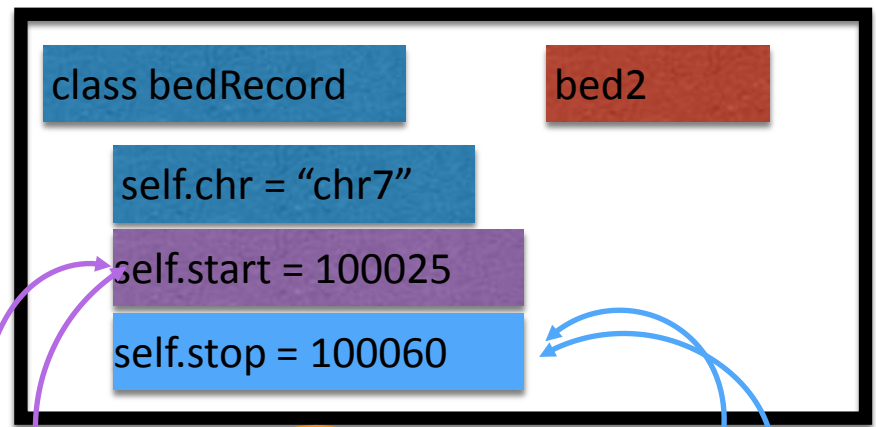 class bedRecord
bed2
self.chr = “chr7”
self.start = 100025
self.stop = 100060